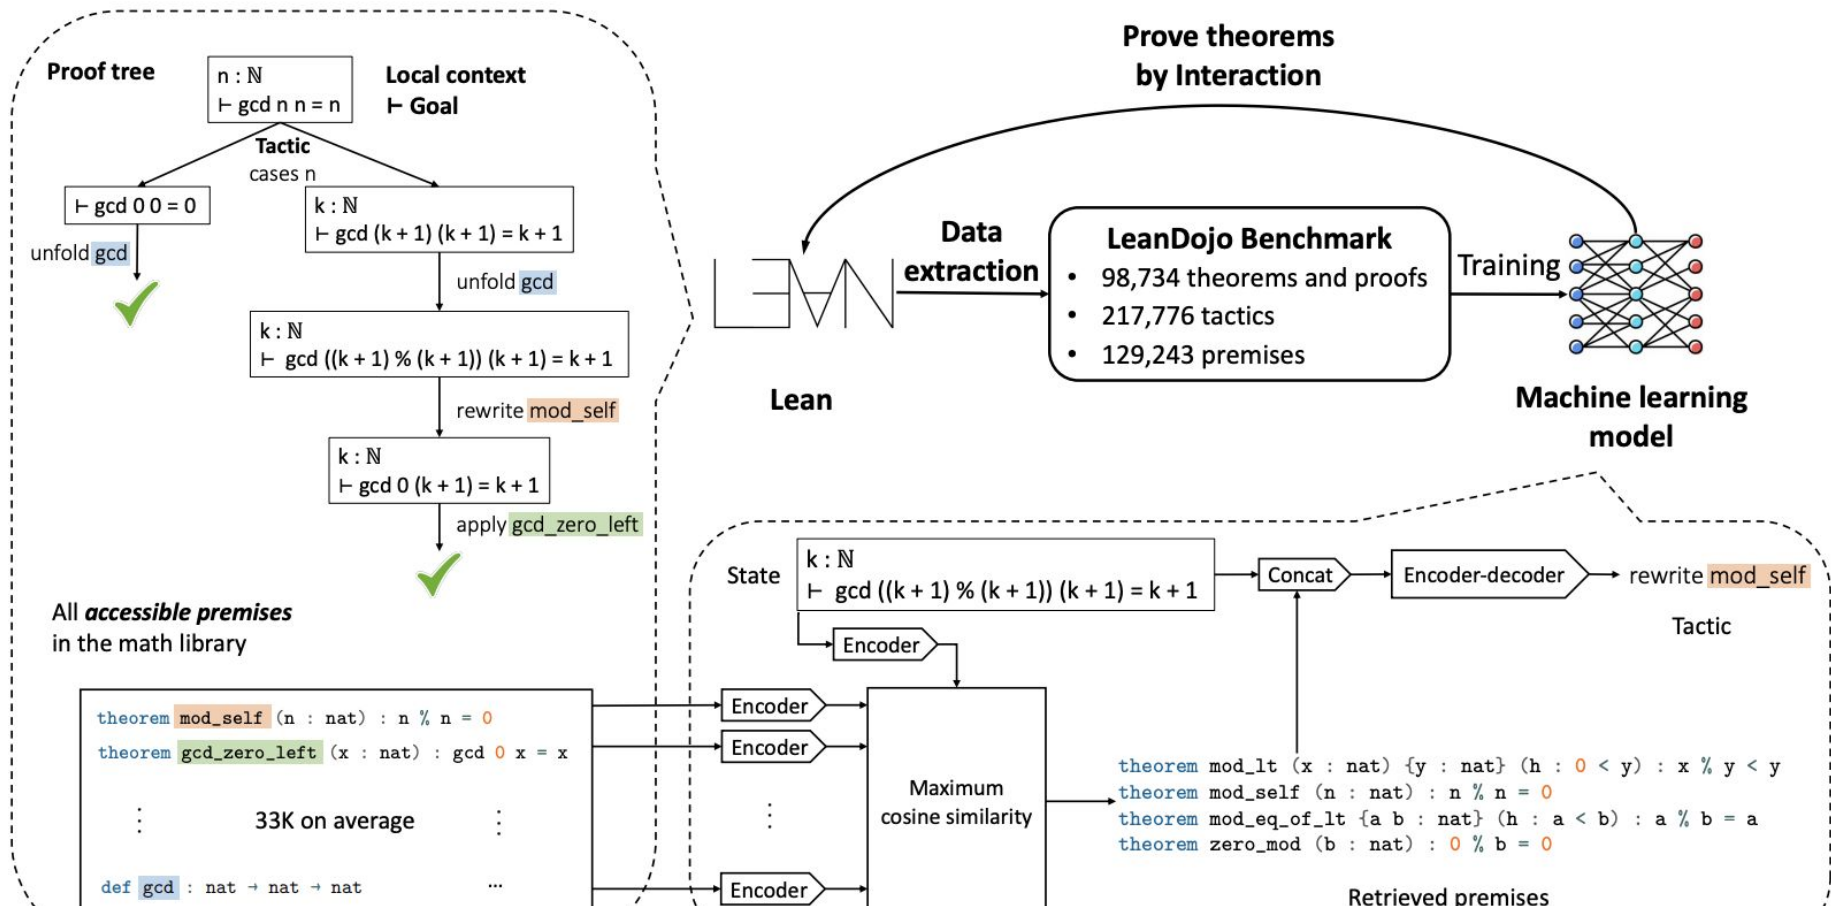 Proof tree
n : ℕ
⊢ gcd n n = n
Local context
⊢ Goal
Tactic
cases n
⊢ gcd 0 0 = 0
k : ℕ
⊢ gcd (k + 1) (k + 1) = k + 1
unfold gcd
unfold gcd
k : ℕ
⊢ gcd ((k + 1) % (k + 1)) (k + 1) = k + 1
rewrite mod_self
k : ℕ
⊢ gcd 0 (k + 1) = k + 1
apply gcd_zero_left
All accessible premises
in the math library
theorem mod_self (n : nat) : n % n = 0
theorem gcd_zero_left (x : nat) : gcd 0 x = x
⋮ 33K on average ⋮
def gcd : nat → nat → nat ...
Prove theorems
by Interaction
LEAN
Lean
Data
extraction
LeanDojo Benchmark
• 98,734 theorems and proofs
• 217,776 tactics
• 129,243 premises
Training
Machine learning
model
State
k : ℕ
⊢ gcd ((k + 1) % (k + 1)) (k + 1) = k + 1
Concat
Encoder-decoder
rewrite mod_self
Tactic
Encoder
Encoder
Encoder
⋮
Encoder
Maximum
cosine similarity
theorem mod_lt (x : nat) {y : nat} (h : 0 < y) : x % y < y
theorem mod_self (n : nat) : n % n = 0
theorem mod_eq_of_lt {a b : nat} (h : a < b) : a % b = a
theorem zero_mod (b : nat) : 0 % b = 0
Retrieved premises